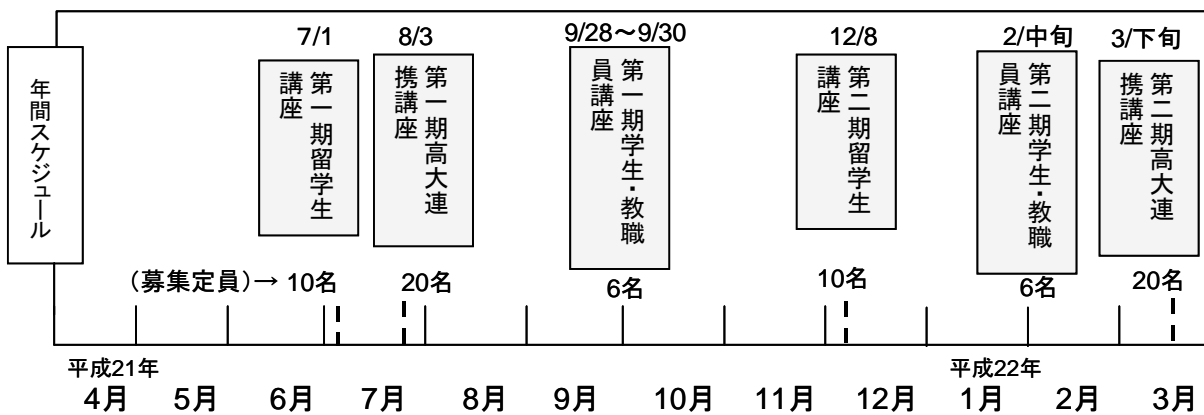 年間スケジュール
7/1
第一期留学生
講座
8/3
第一期高大連
携講座
9/28～9/30
第一期学生・教職
員講座
12/8
第二期留学生
講座
2/中旬
第二期学生・教職
員講座
3/下旬
第二期高大連
携講座
(募集定員)→ 10名
20名
6名
10名
6名
20名
平成21年
平成22年
4月 5月 6月 7月 8月 9月 10月 11月 12月 1月 2月 3月